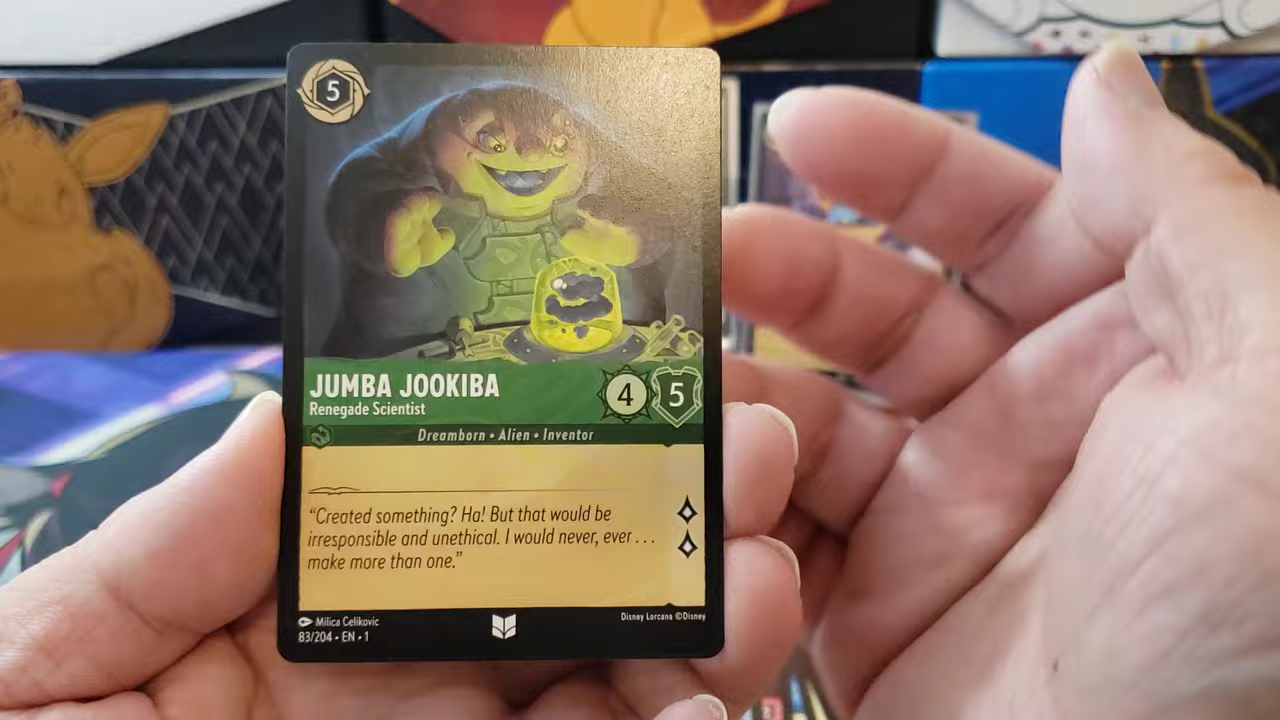 5
JUMBA JOOKIBA
Renegade Scientist
4
5
Dreamborn • Alien • Inventor
“Created something? Ha! But that would be
irresponsible and unethical. I would never, ever . . .
make more than one.”
Milica Celikovic
Disney Lorcana ©Disney
83/204 • EN • 1